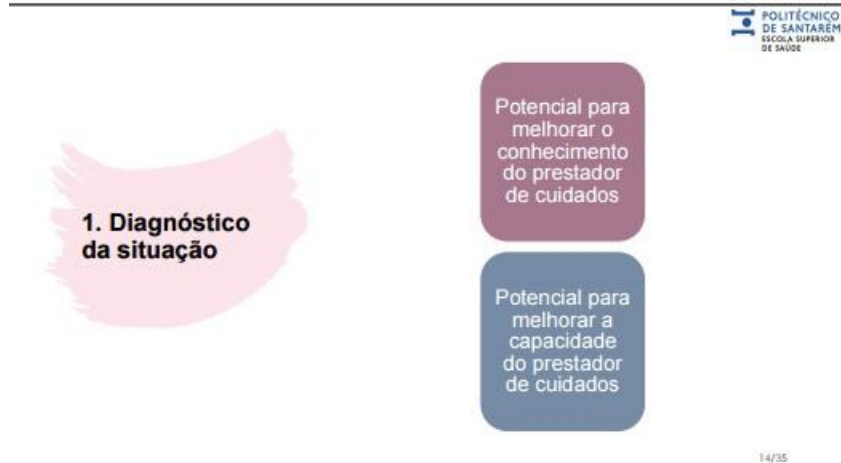 POLITÉCNICO
DE SANTARÉM
ESCOLA SUPERIOR
DE SAÚDE
Potencial para
melhorar o
conhecimento
do prestador
de cuidados
1. Diagnóstico
da situação
Potencial para
melhorar a
capacidade
do prestador
de cuidados
14/35